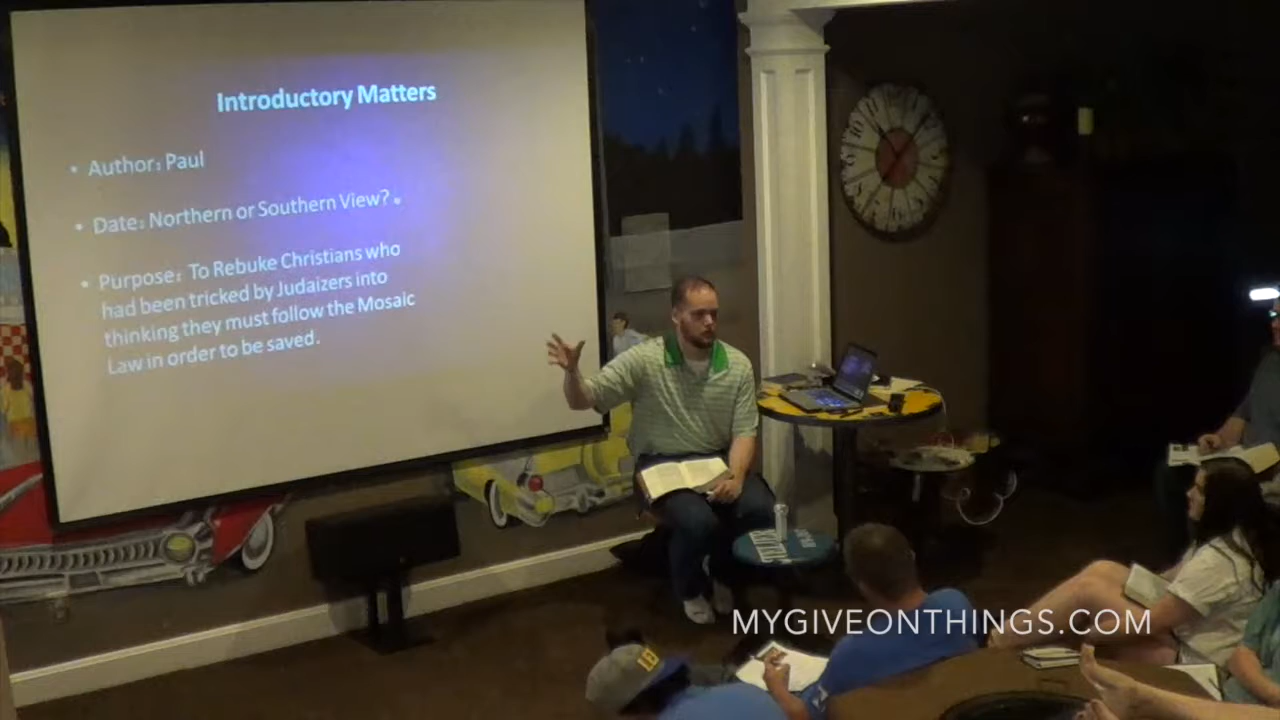 Introductory Matters
• Author: Paul
• Date: Northern or Southern View?
• Purpose: To Rebuke Christians who
had been tricked by Judaizers into
thinking they must follow the Mosaic
Law in order to be saved.
MYGIVEONTHINGS.COM